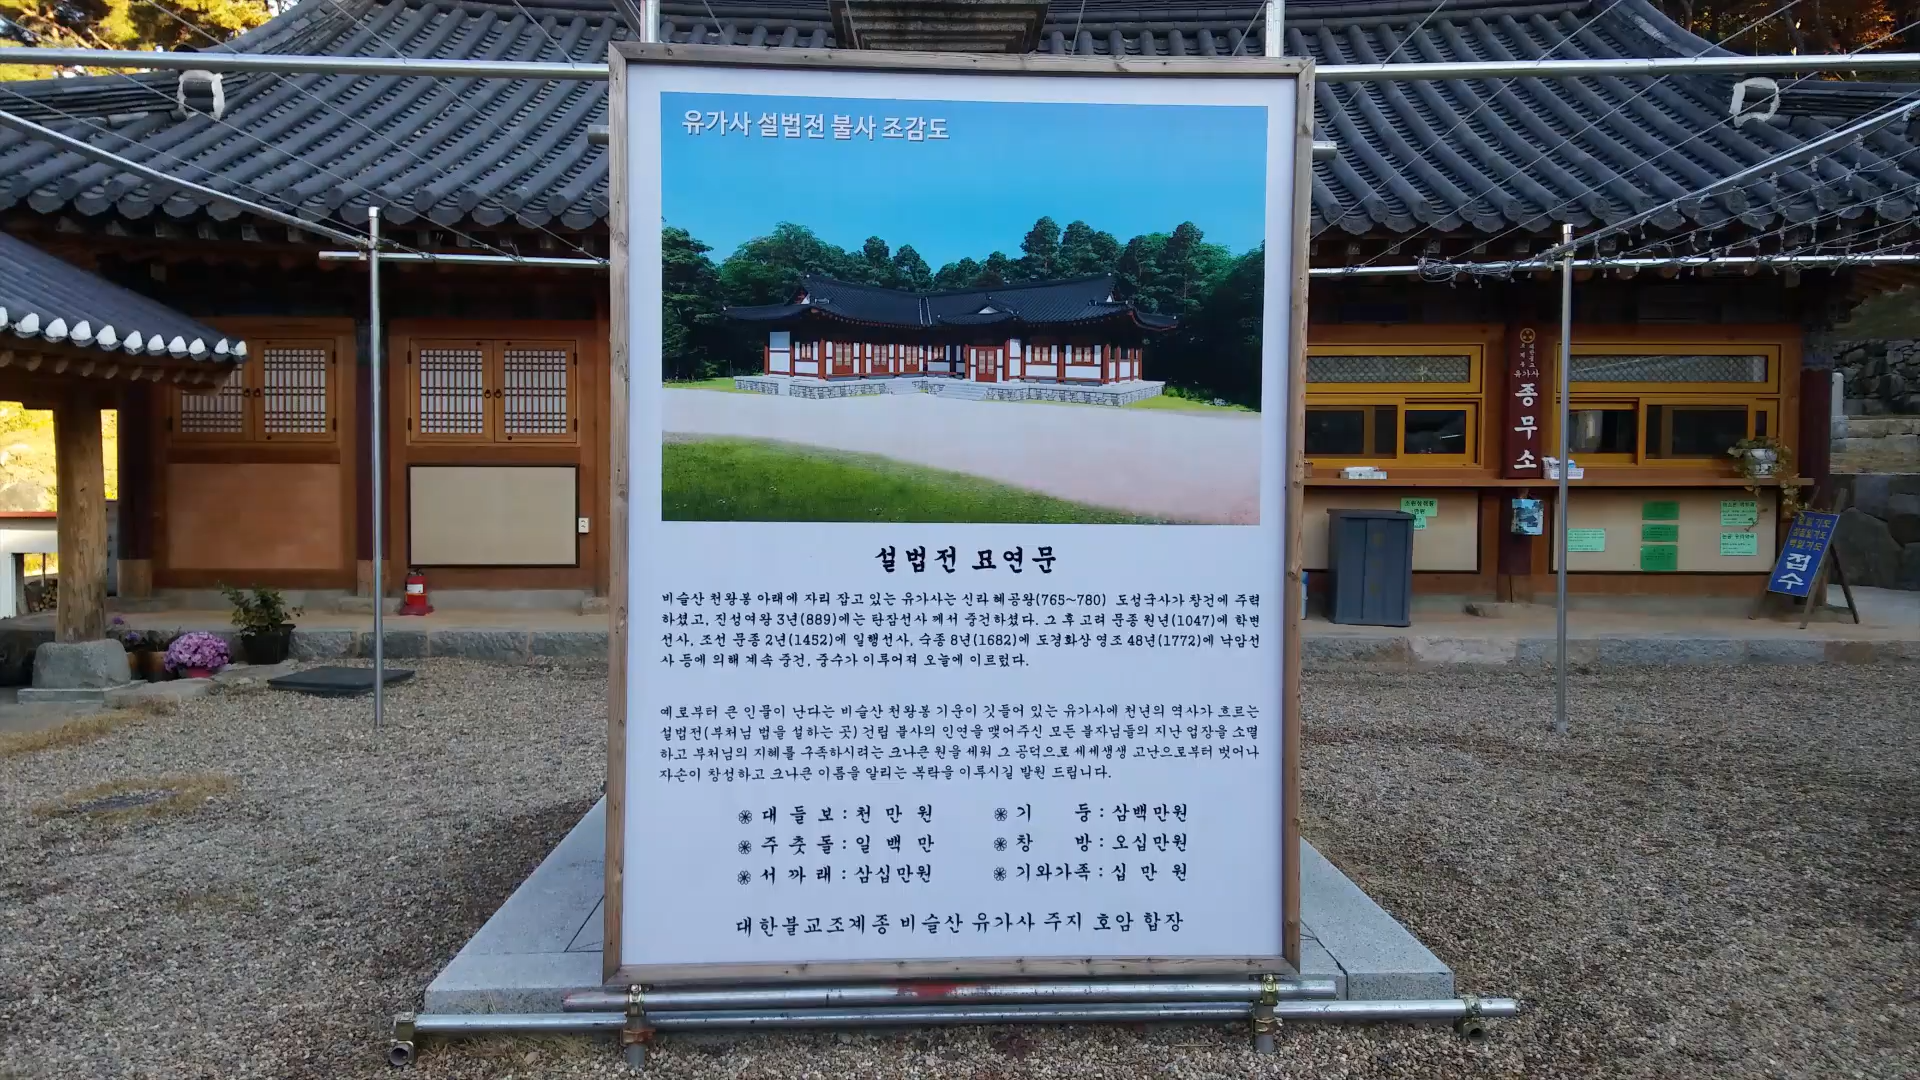 유가사 설법전 불사 조감도
설법전 묘연문
비슬산 천왕봉 아래에 자리 잡고 있는 유가사는 신라 혜공왕(765~780) 도성국사가 창건에 주력
하셨고, 진성여왕 3년(889)에는 탄잠선사 께서 중건하셨다. 그 후 고려 문종 원년(1047)에 학변
선사, 조선 문종 2년(1452)에 일행선사, 숙종 8년(1682)에 도경화상 영조 48년(1772)에 낙암선
사 등에 의해 계속 중건, 중수가 이루어져 오늘에 이르렀다.
예로부터 큰 인물이 난다는 비슬산 천왕봉 기운이 깃들어 있는 유가사에 천년의 역사가 흐르는
설법전(부처님 법을 설하는 곳) 건립 불사의 인연을 맺어주신 모든 불자님들의 지난 업장을 소멸
하고 부처님의 지혜를 구족하시려는 크나큰 원을 세워 그 공덕으로 세세생생 고난으로부터 벗어나
자손이 창성하고 크나큰 이름을 알리는 복락을 이루시길 발원 드립니다.
대 들 보 : 천 만 원
기 둥 : 삼백만원
주 춧 돌 : 일 백 만
창 방 : 오십만원
서 까 래 : 삼십만원
기와가족 : 십 만 원
대한불교조계종 비슬산 유가사 주지 호암 합장
대한불교
조계종
유가사
종무소
접수